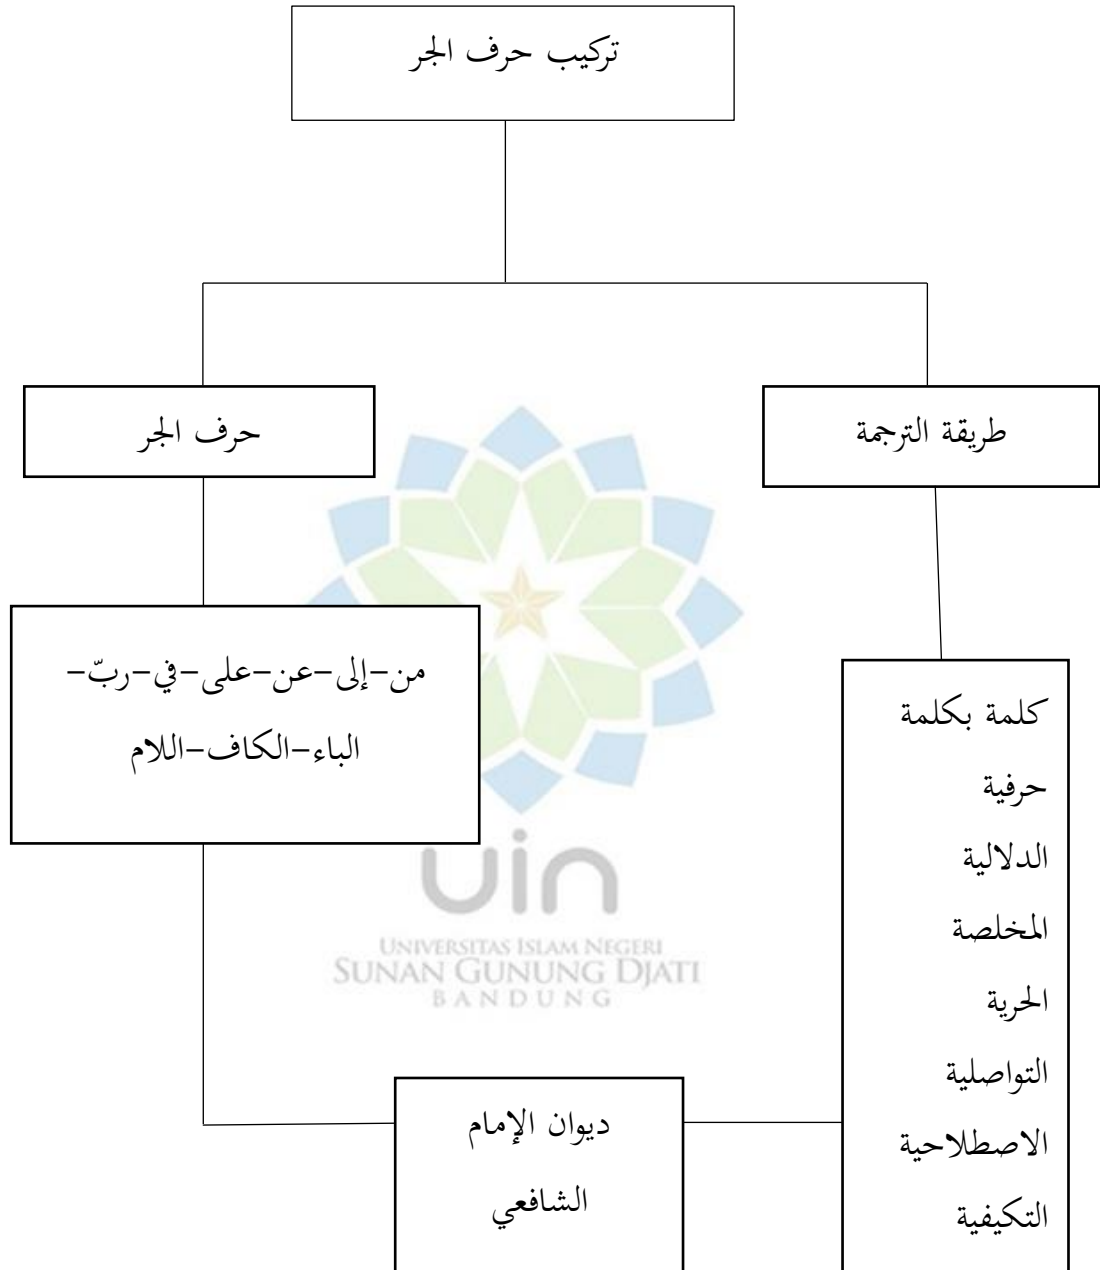 تركيب حرف الجر
حرف الجر
طريقة الترجمة
من-إلى-عن-على-في-ربّ-
الباء-الكاف-اللام
كلمة بكلمة
حرفية
الدلالية
المخلصة
الحرية
التواصلية
الاصطلاحية
التكيفية
uin
UNIVERSITAS ISLAM NEGERI
SUNAN GUNUNG DJATI
BANDUNG
ديوان الإمام
الشافعي